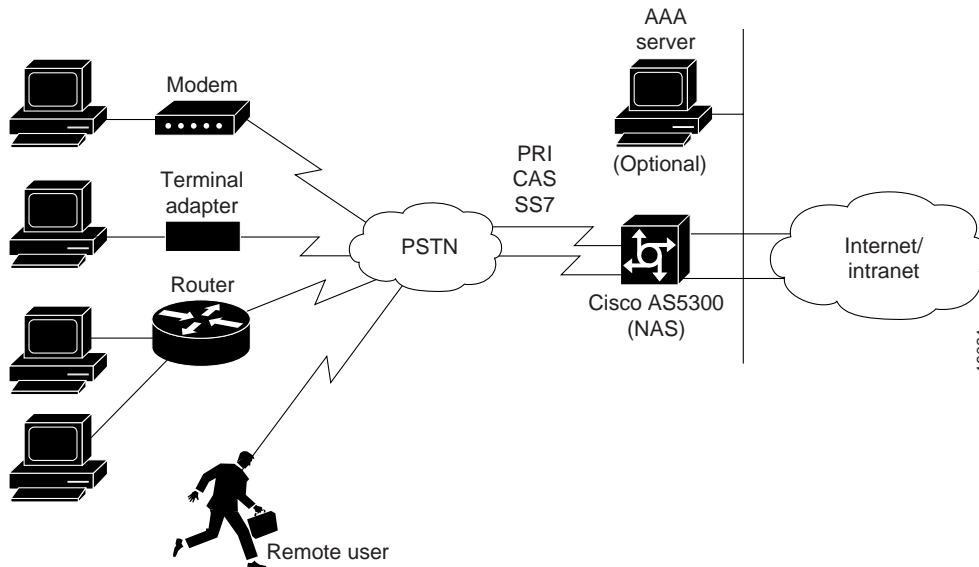 AAA
server
Modem
(Optional)
PRI
CAS
SS7
Terminal
adapter
PSTN
Internet/
intranet
Router
Cisco AS5300
(NAS)
Remote user